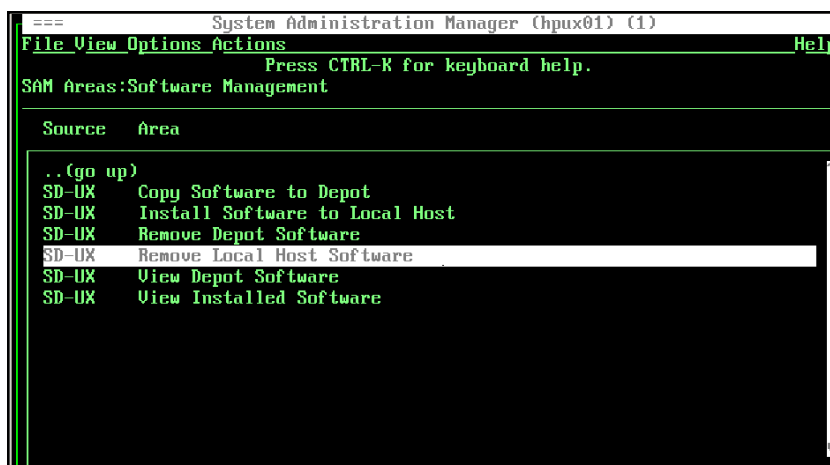 === System Administration Manager (hpux01) (1)
File View Options Actions Help
Press CTRL-K for keyboard help.
SAM Areas:Software Management
Source Area
..(go up)
SD-UX Copy Software to Depot
SD-UX Install Software to Local Host
SD-UX Remove Depot Software
SD-UX Remove Local Host Software
SD-UX View Depot Software
SD-UX View Installed Software